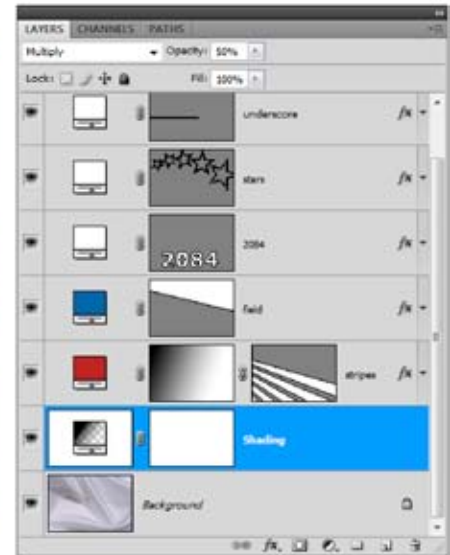 LAYERS CHANNELS PATHS
Multiply Opacity: 50%
Lock: Fill: 100%
underscore fx
stars fx
2084 2084 fx
field fx
stripes fx
Shading
Background
fx